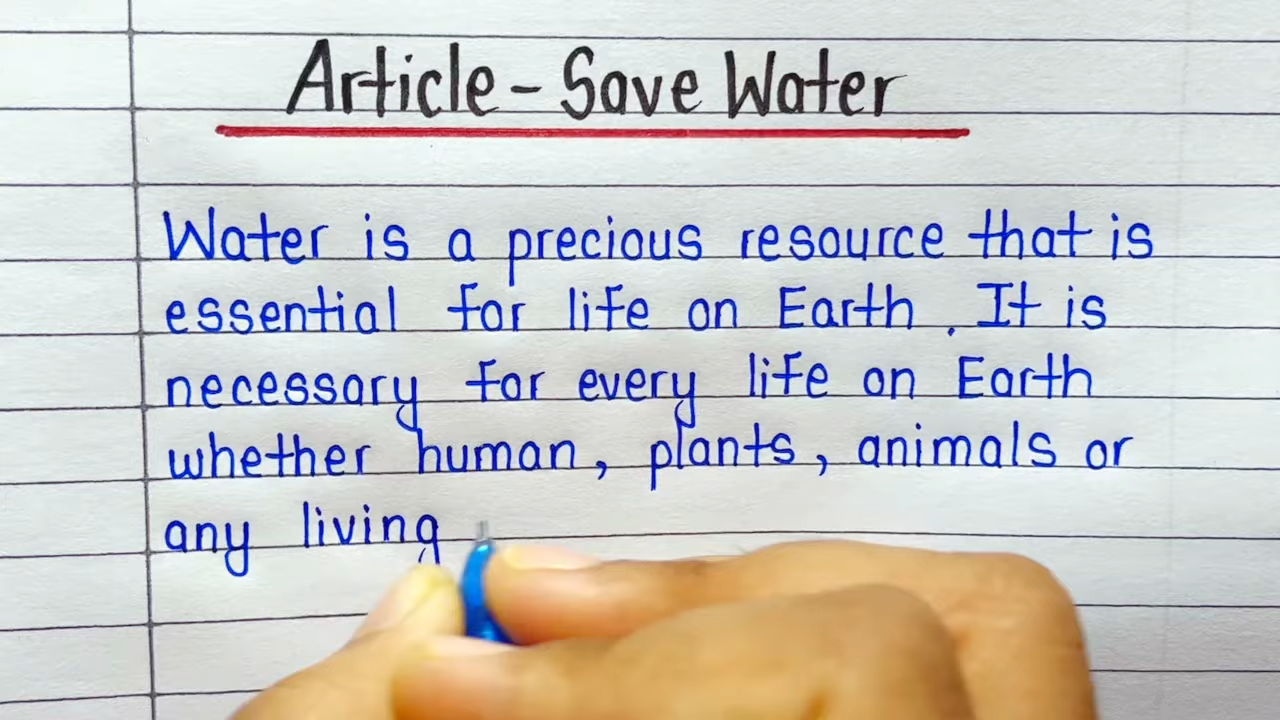 Article - Save Water
Water is a precious resource that is
essential for life on Earth. It is
necessary for every life on Earth
whether human, plants, animals or
any living